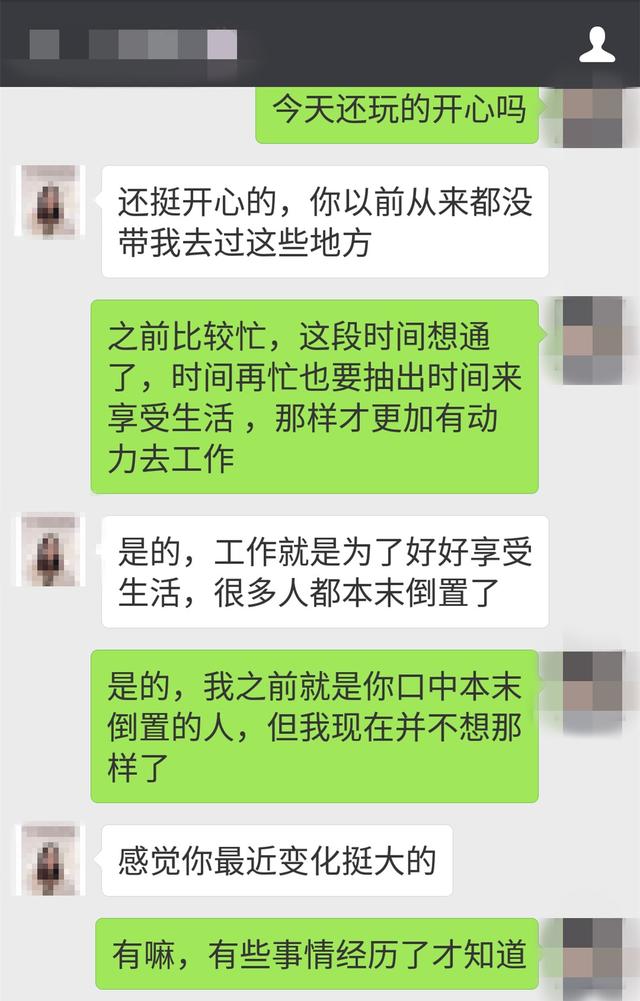 今天还玩的开心吗
还挺开心的，你以前从来都没
带我去过这些地方
之前比较忙，这段时间想通
了，时间再忙也要抽出时间来
享受生活 ，那样才更加有动
力去工作
是的，工作就是为了好好享受
生活，很多人都本末倒置了
是的，我之前就是你口中本末
倒置的人，但我现在并不想那
样了
感觉你最近变化挺大的
有嘛，有些事情经历了才知道